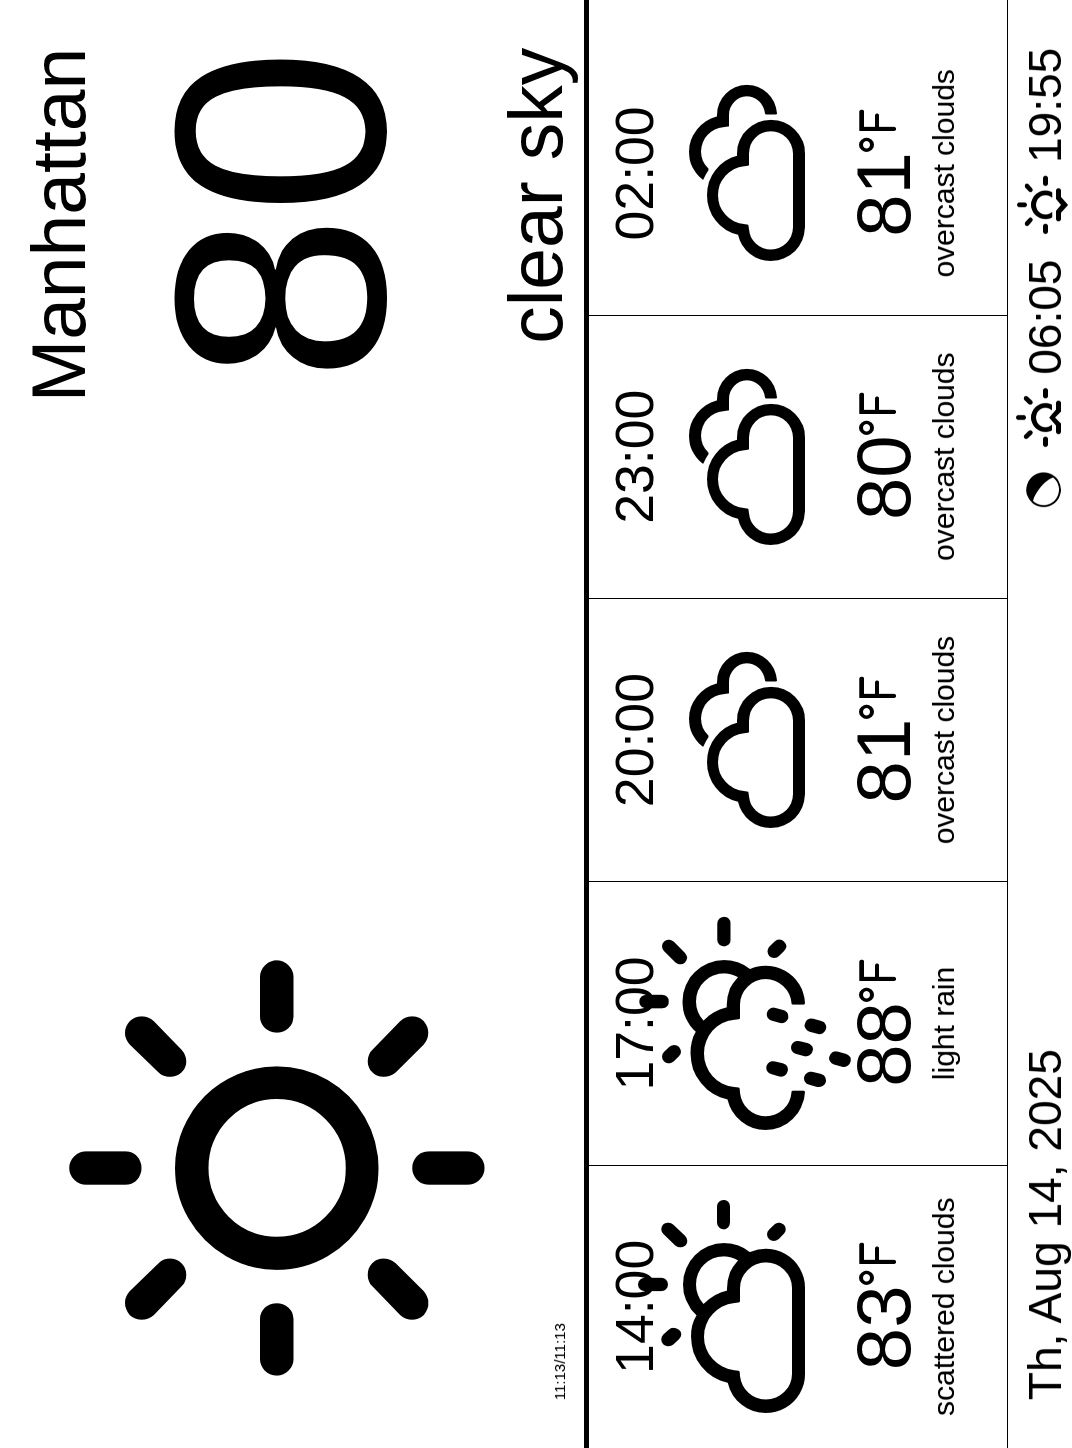 Manhattan
80
clear sky
11:13/11:13
14:00 17:00 20:00 23:00 02:00
83°F 88°F 81°F 80°F 81°F
scattered clouds light rain overcast clouds overcast clouds overcast clouds
Th, Aug 14, 2025 06:05 19:55